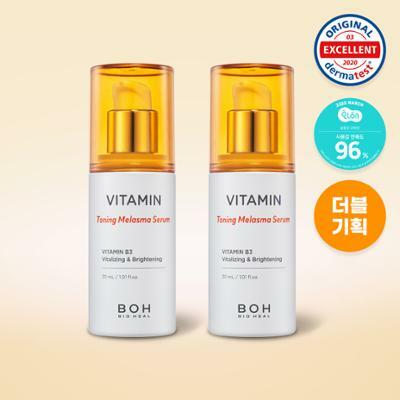 ORIGINAL
03
EXCELLENT
2020
dermatest®
96%
더블
기획
VITAMIN
Toning Melasma Serum
VITAMIN B3
Vitalizing & Brightening
30 mL / 1.01 fl.oz
BOH
BIO HEAL
VITAMIN
Toning Melasma Serum
VITAMIN B3
Vitalizing & Brightening
30 mL / 1.01 fl.oz
BOH
BIO HEAL